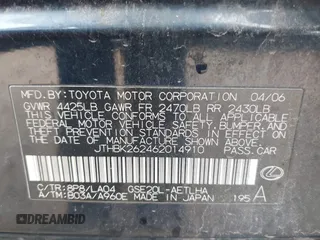 MFD.BY: TOYOTA MOTOR CORPORATION 04/06
GVWR 4425LB GAWR FR 2470LB RR 2430LB
THIS VEHICLE CONFORMS TO ALL APPLICABLE
FEDERAL MOTOR VEHICLE SAFETY, BUMPER, AND
THEFT PREVENTION STANDARDS IN EFFECT ON
THE DATE OF MANUFACTURE SHOWN ABOVE.
JTHBK262462014910 PASS.CAR
C/TR: 8P8/LA04 GSE20L-AETLHA
A/TM: B03A/A960E MADE IN JAPAN 195 A
DREAMBID